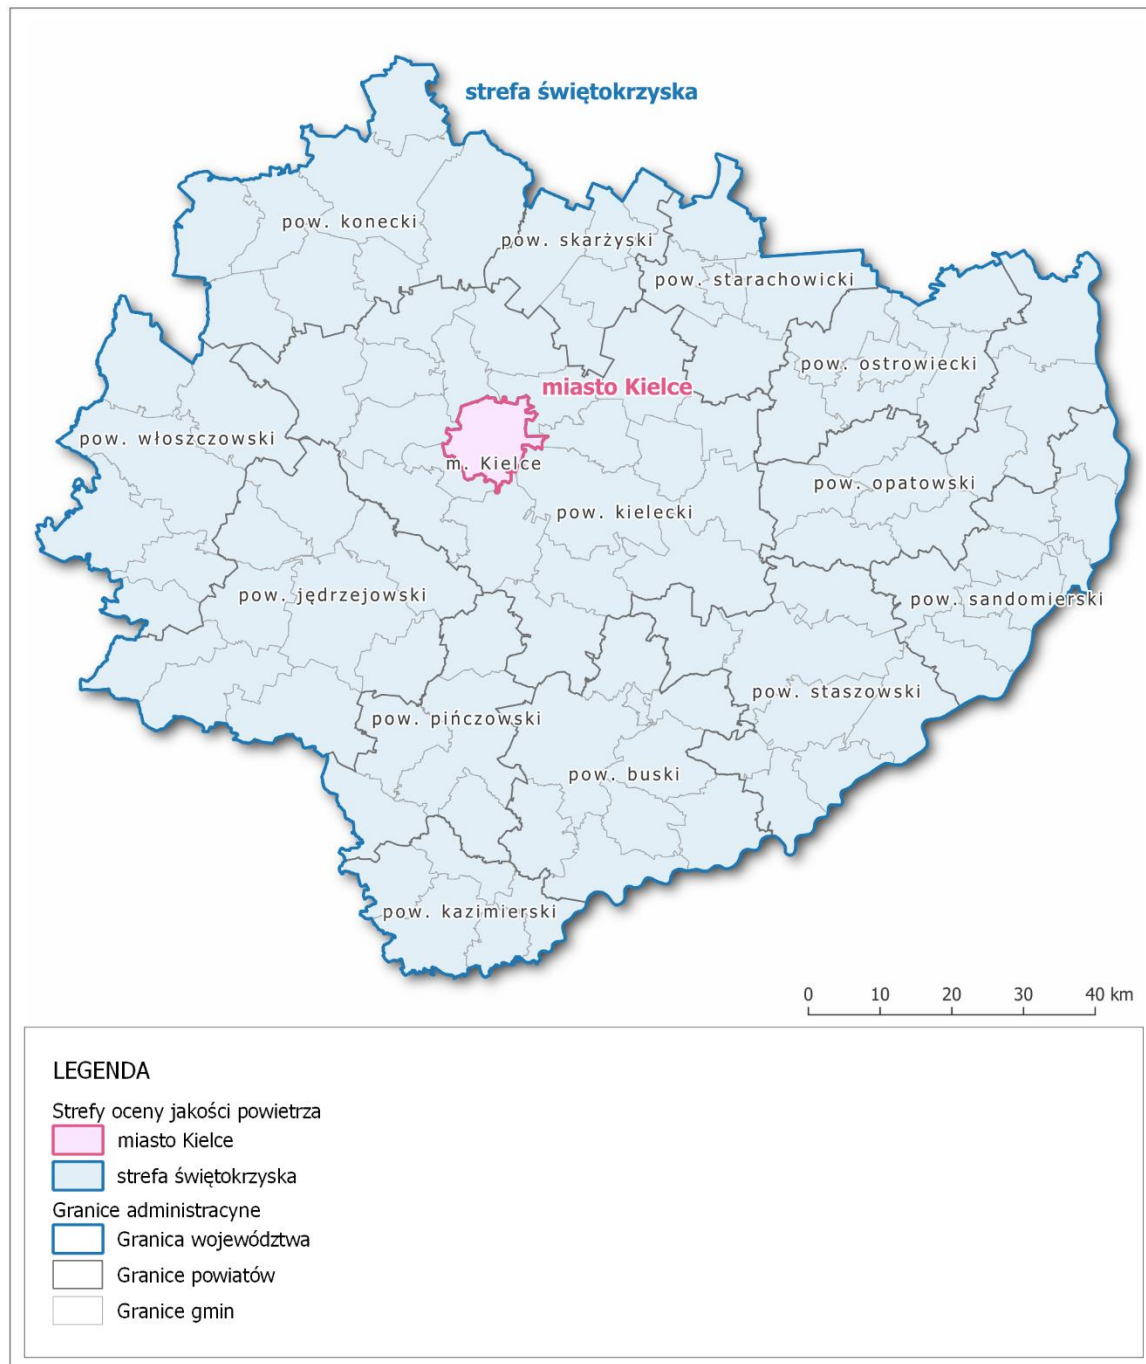 strefa świętokrzyska
pow. konecki
pow. skarżyski
pow. starachowicki
pow. ostrowiecki
miasto Kielce
pow. włoszczowski
m. Kielce
pow. opatowski
pow. kielecki
pow. jędrzejowski
pow. sandomierski
pow. staszowski
pow. pińczowski
pow. buski
pow. kazimierski
0 10 20 30 40 km
LEGENDA
Strefy oceny jakości powietrza
miasto Kielce
strefa świętokrzyska
Granice administracyne
Granica województwa
Granice powiatów
Granice gmin